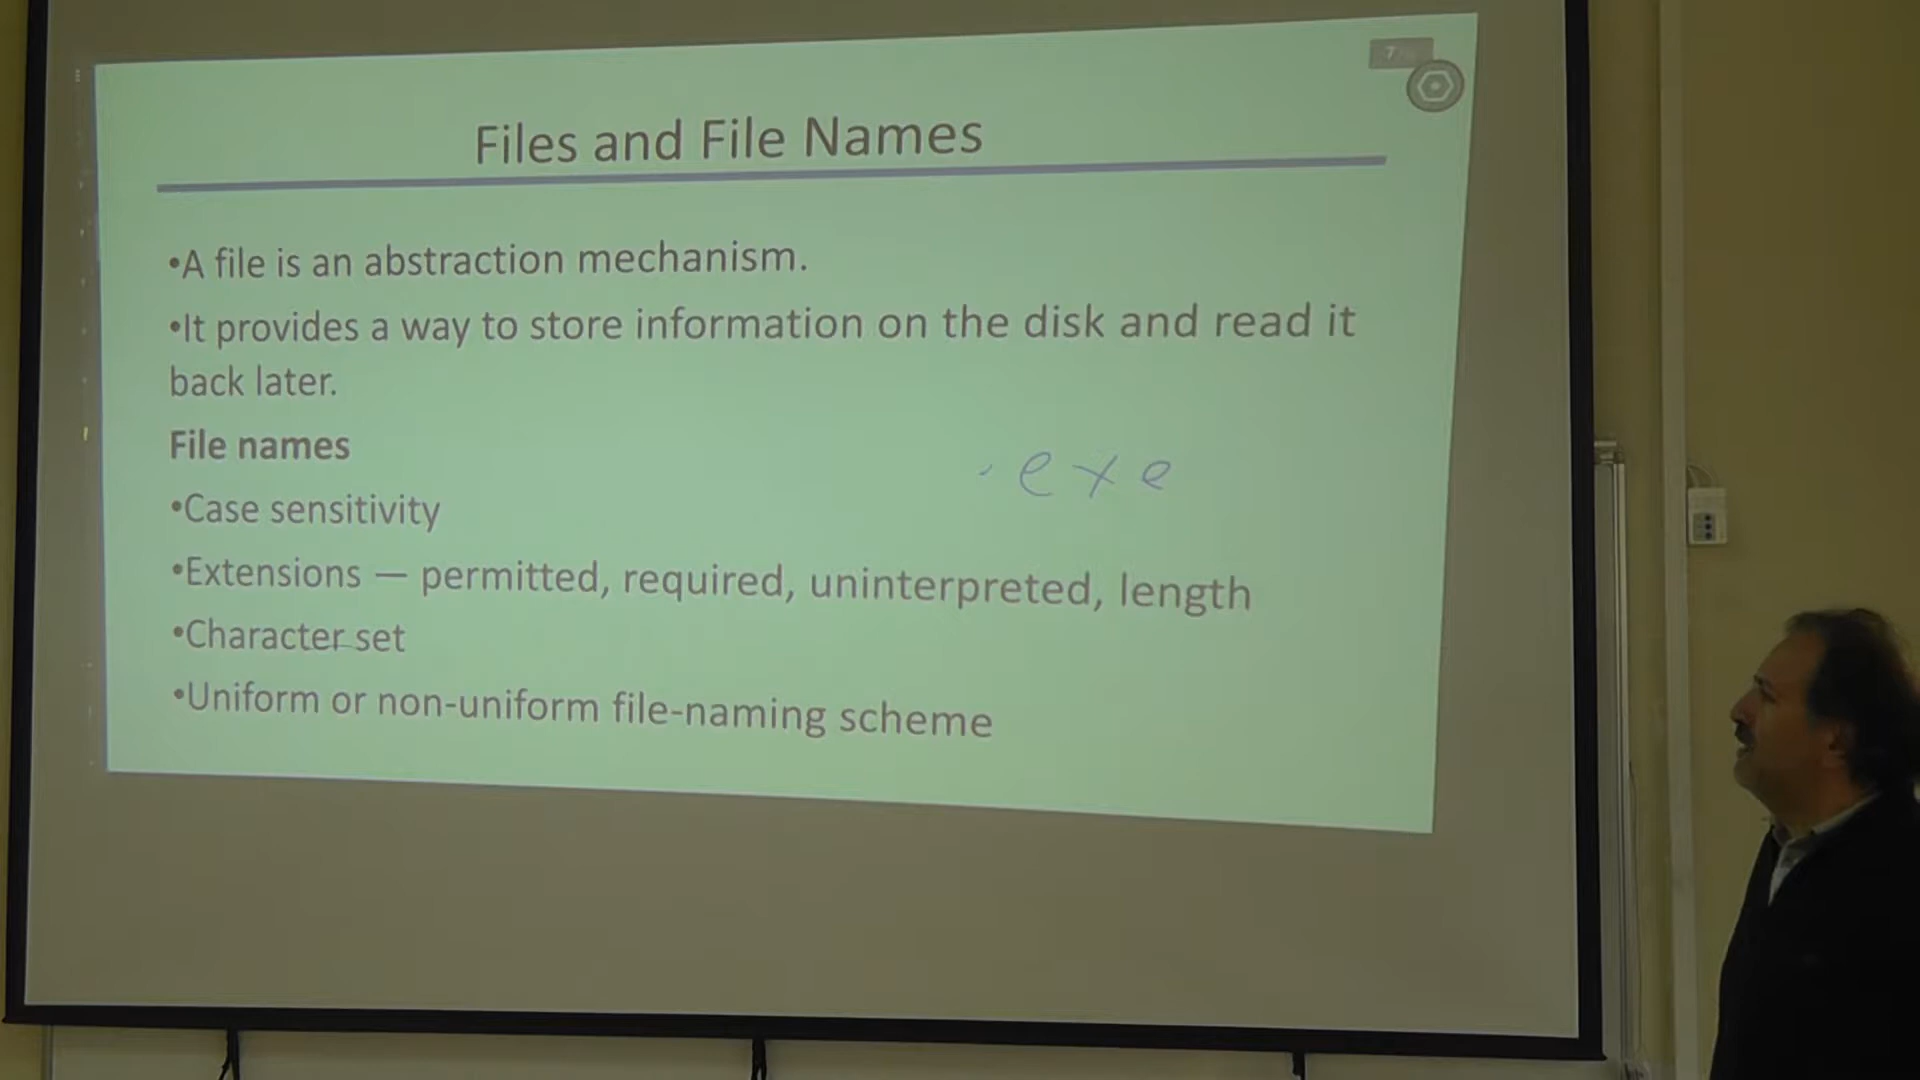 7
Files and File Names
•A file is an abstraction mechanism.
•It provides a way to store information on the disk and read it
back later.
File names
.exe
•Case sensitivity
•Extensions — permitted, required, uninterpreted, length
•Character set
•Uniform or non-uniform file-naming scheme